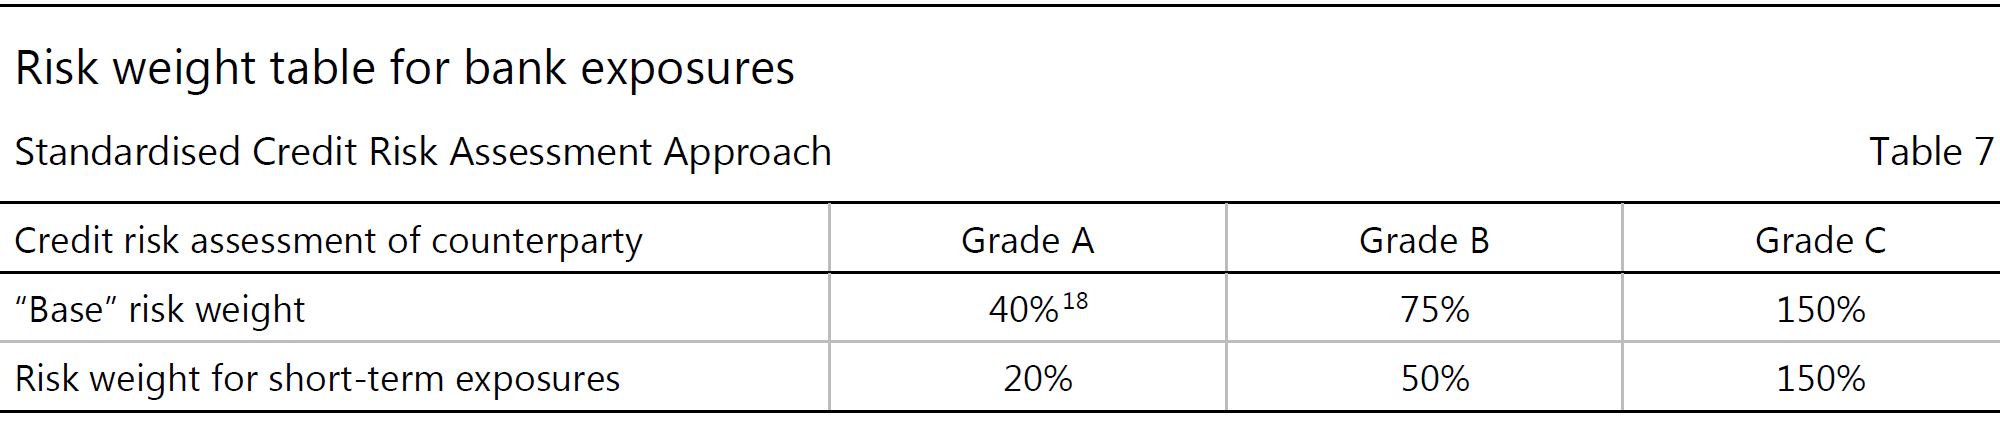 Risk weight table for bank exposures
Standardised Credit Risk Assessment Approach Table 7
Credit risk assessment of counterparty Grade A Grade B Grade C
“Base” risk weight 40%18 75% 150%
Risk weight for short-term exposures 20% 50% 150%